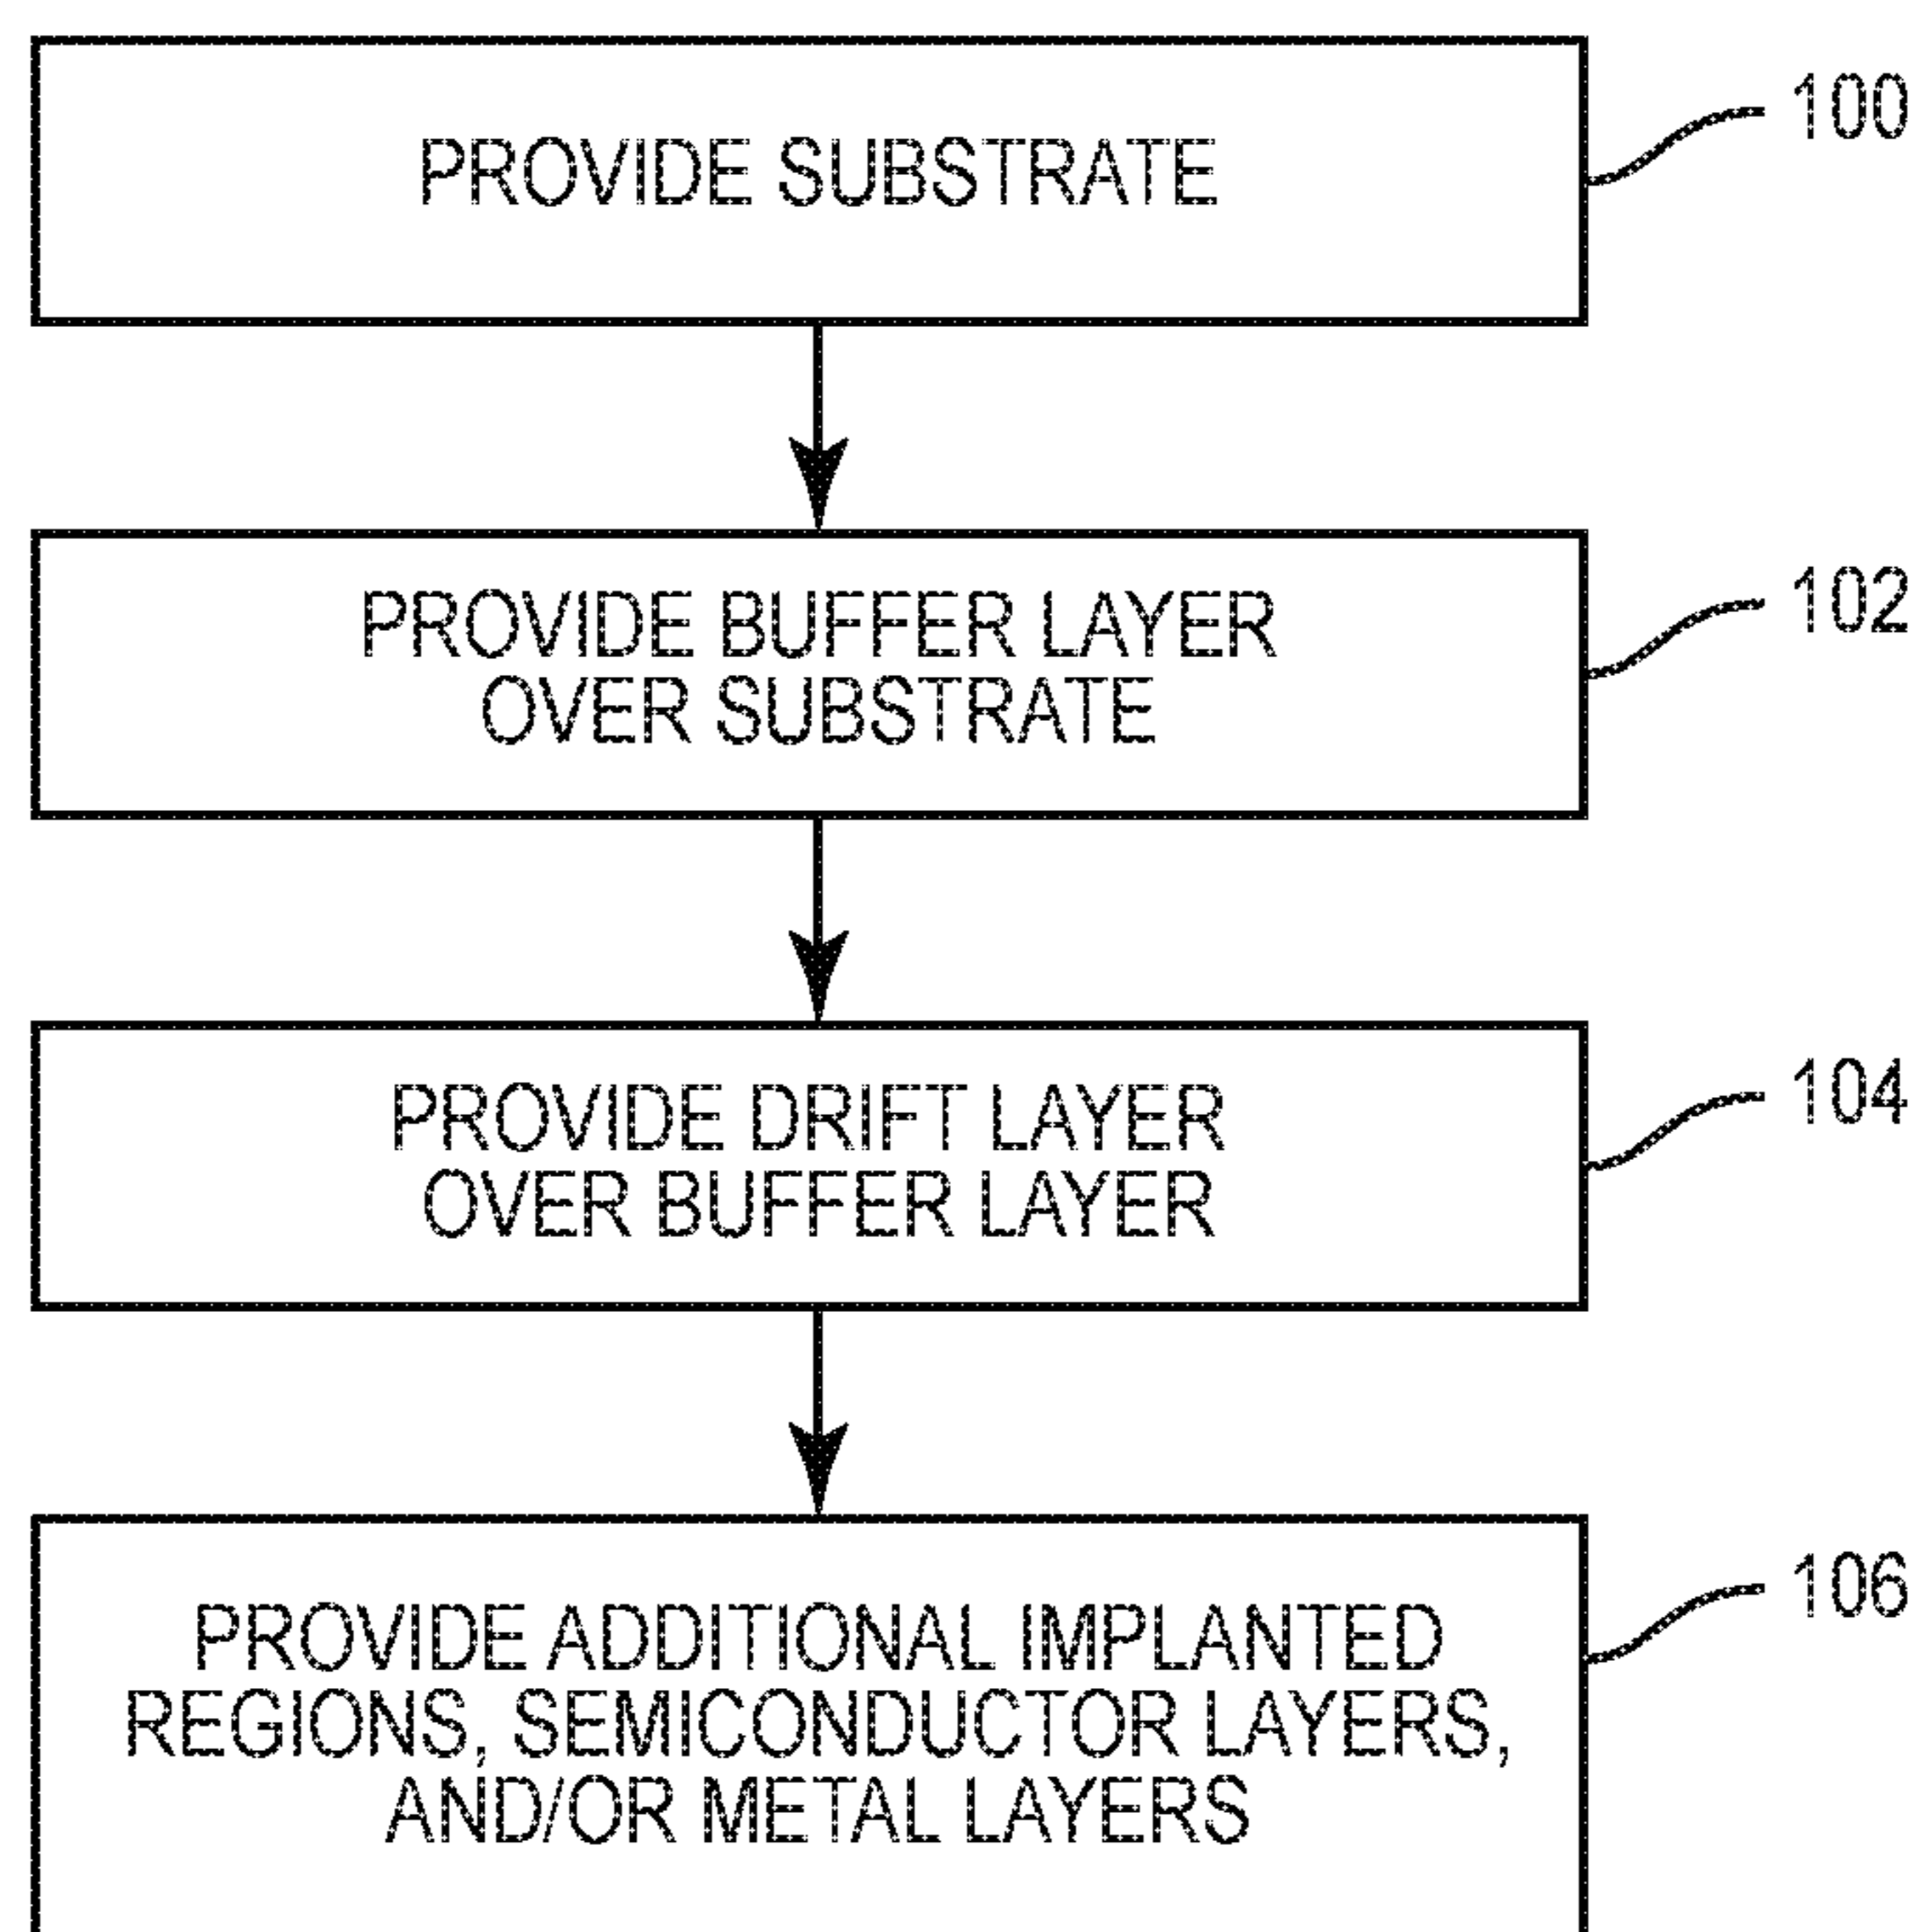 PROVIDE SUBSTRATE
100
PROVIDE BUFFER LAYER
OVER SUBSTRATE
102
PROVIDE DRIFT LAYER
OVER BUFFER LAYER
104
PROVIDE ADDITIONAL IMPLANTED
REGIONS, SEMICONDUCTOR LAYERS,
AND/OR METAL LAYERS
106